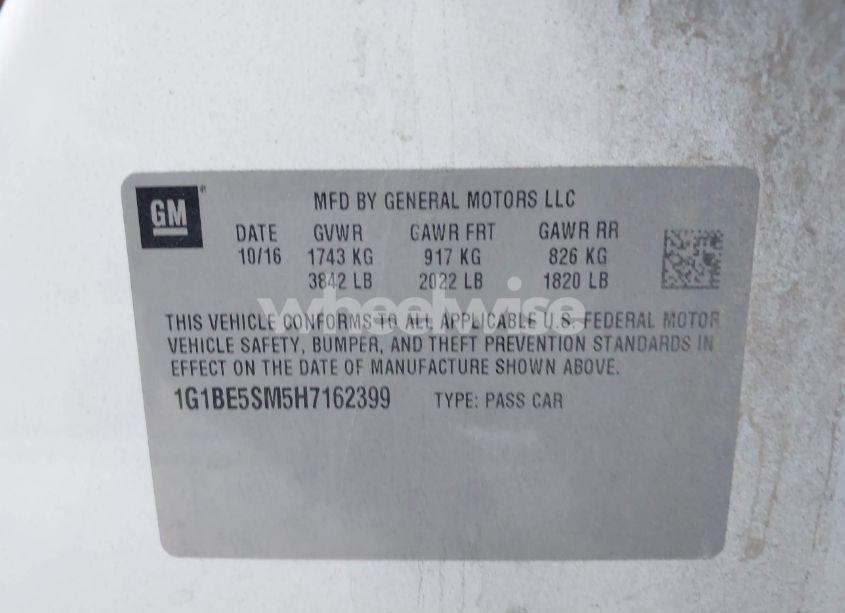 GM
MFD BY GENERAL MOTORS LLC
DATE GVWR GAWR FRT GAWR RR
10/16 1743 KG 917 KG 826 KG
3842 LB 2022 LB 1820 LB
wheelwise
THIS VEHICLE CONFORMS TO ALL APPLICABLE U.S. FEDERAL MOTOR
VEHICLE SAFETY, BUMPER, AND THEFT PREVENTION STANDARDS IN
EFFECT ON THE DATE OF MANUFACTURE SHOWN ABOVE.
1G1BE5SM5H7162399 TYPE: PASS CAR